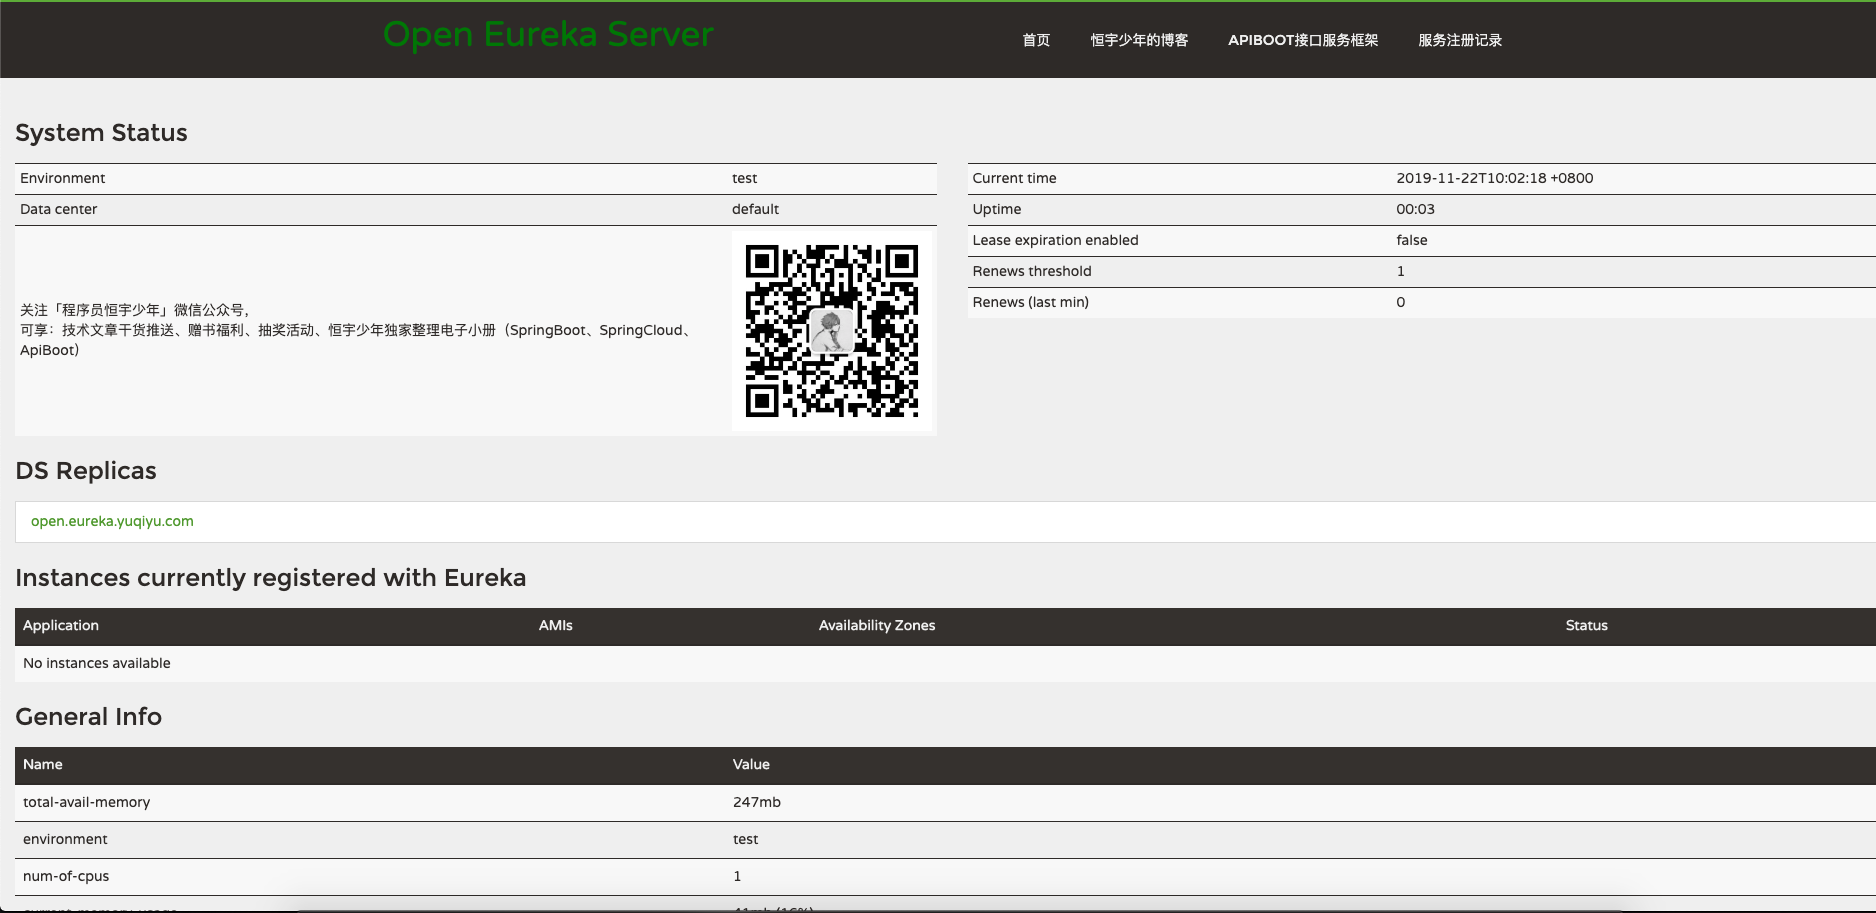 Open Eureka Server
首页 恒宇少年的博客 APIBOOT接口服务框架 服务注册记录
System Status
Environment test
Data center default
关注「程序员恒宇少年」微信公众号,
可享：技术文章干货推送、赠书福利、抽奖活动、恒宇少年独家整理电子小册（SpringBoot、SpringCloud、
ApiBoot）
Current time 2019-11-22T10:02:18 +0800
Uptime 00:03
Lease expiration enabled false
Renews threshold 1
Renews (last min) 0
DS Replicas
open.eureka.yuqiyu.com
Instances currently registered with Eureka
Application AMIs Availability Zones Status
No instances available
General Info
Name Value
total-avail-memory 247mb
environment test
num-of-cpus 1